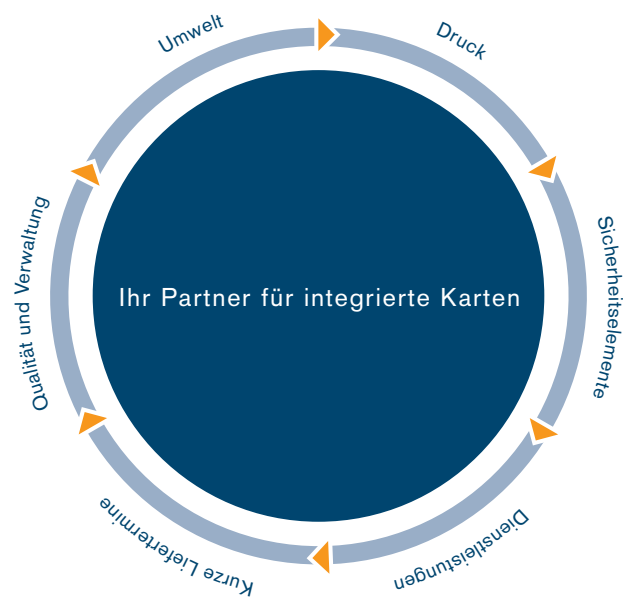 Umwelt
Druck
Sicherheitselemente
Dienstleistungen
Kurze Liefertermine
Qualität und Verwaltung
Ihr Partner für integrierte Karten